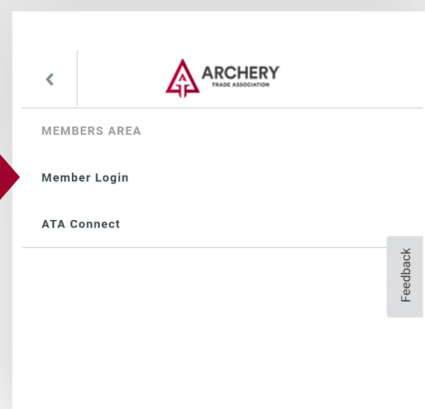 ARCHERY
TRADE ASSOCIATION
MEMBERS AREA
Member Login
ATA Connect
Feedback